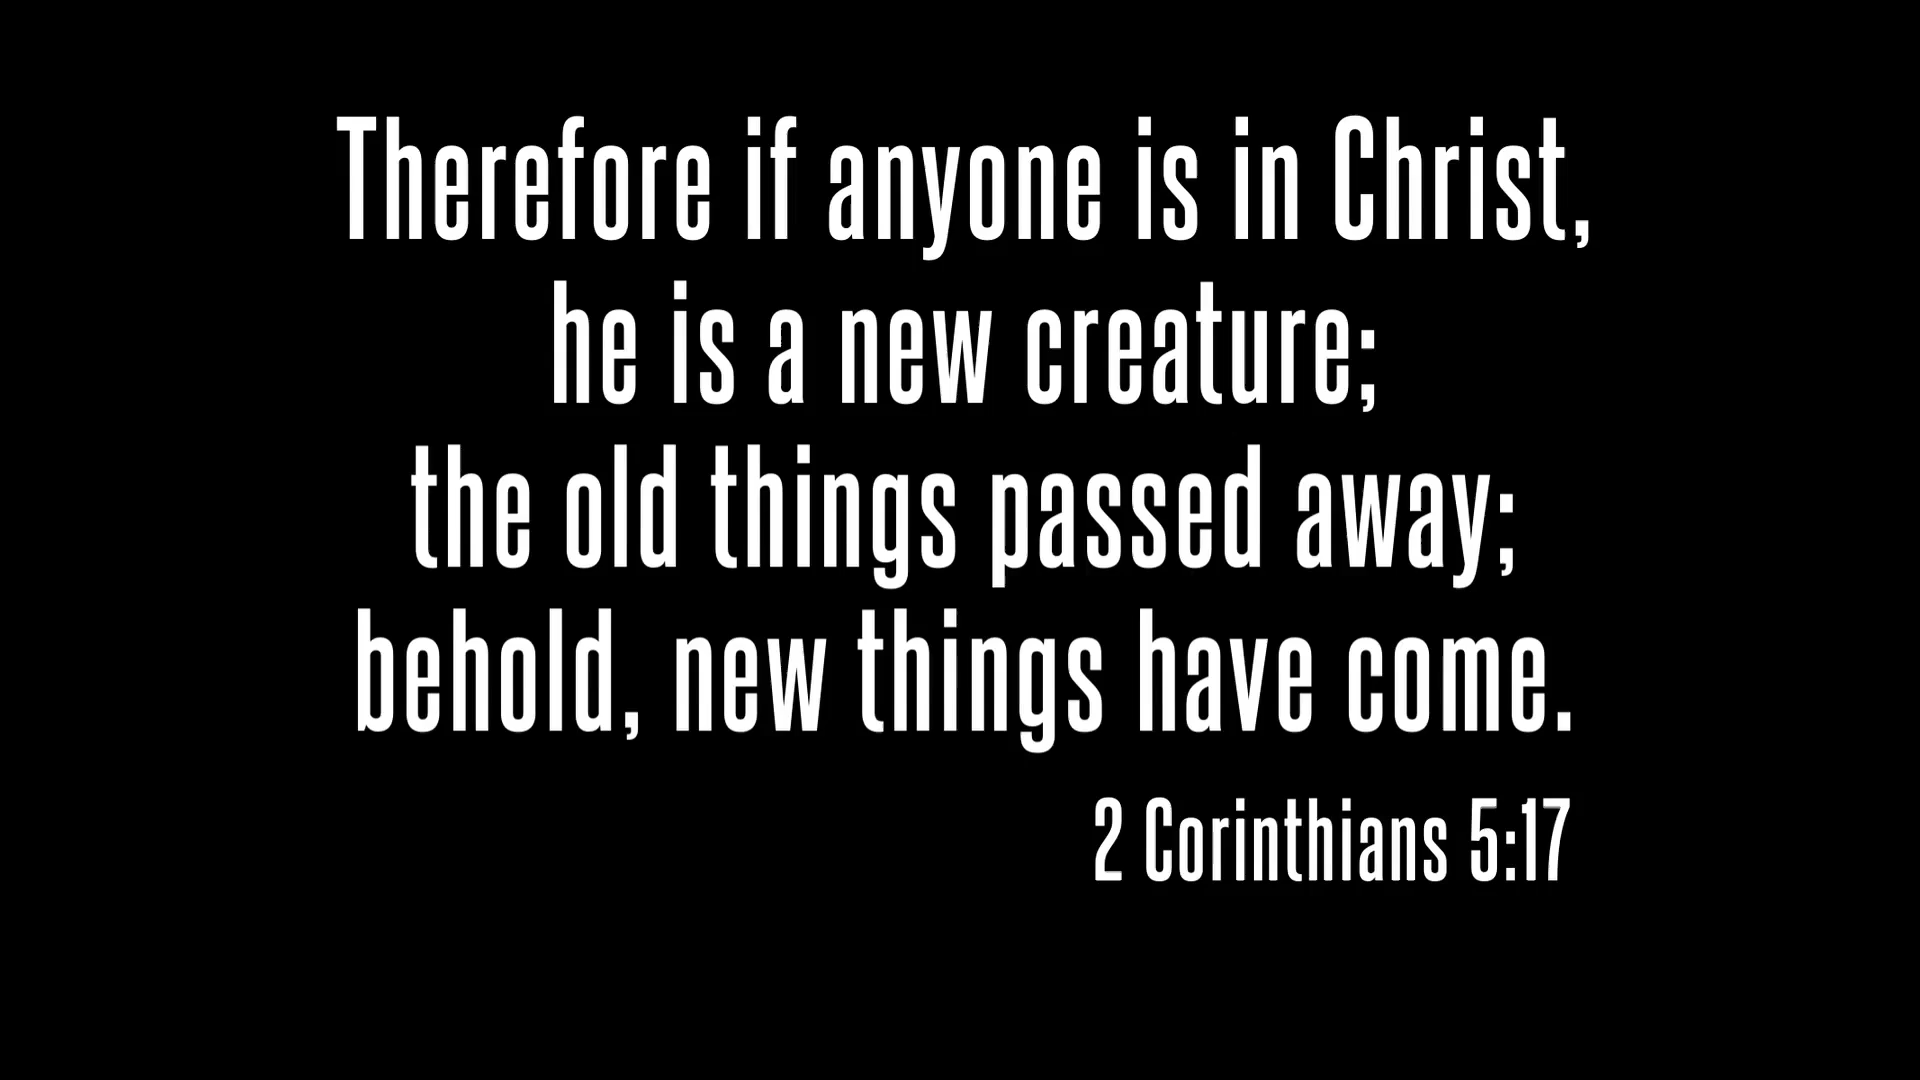 Therefore if anyone is in Christ,
he is a new creature;
the old things passed away;
behold, new things have come.
2 Corinthians 5:17